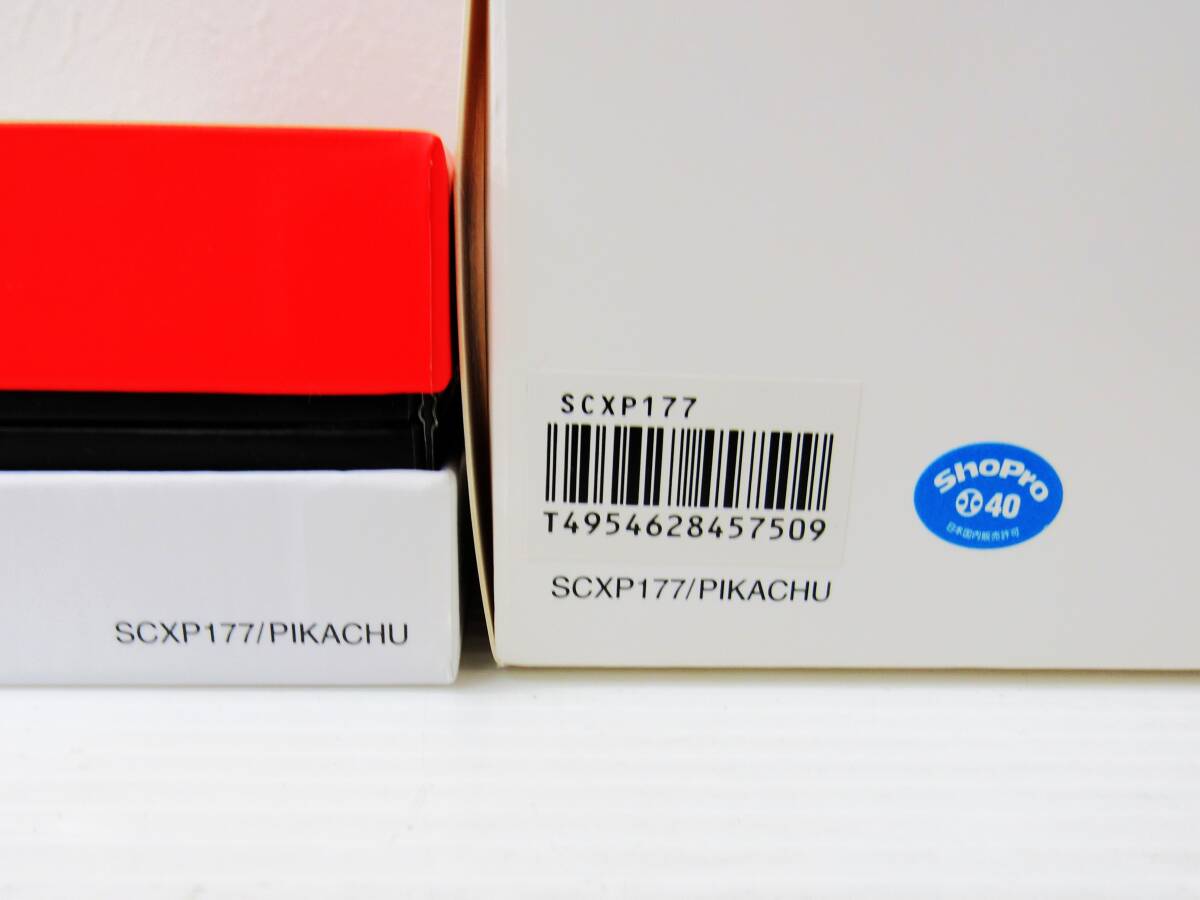 SCXP177/PIKACHU
SCXP177
T4954628457509
SCXP177/PIKACHU
ShoPro
40
日本国内販売許可